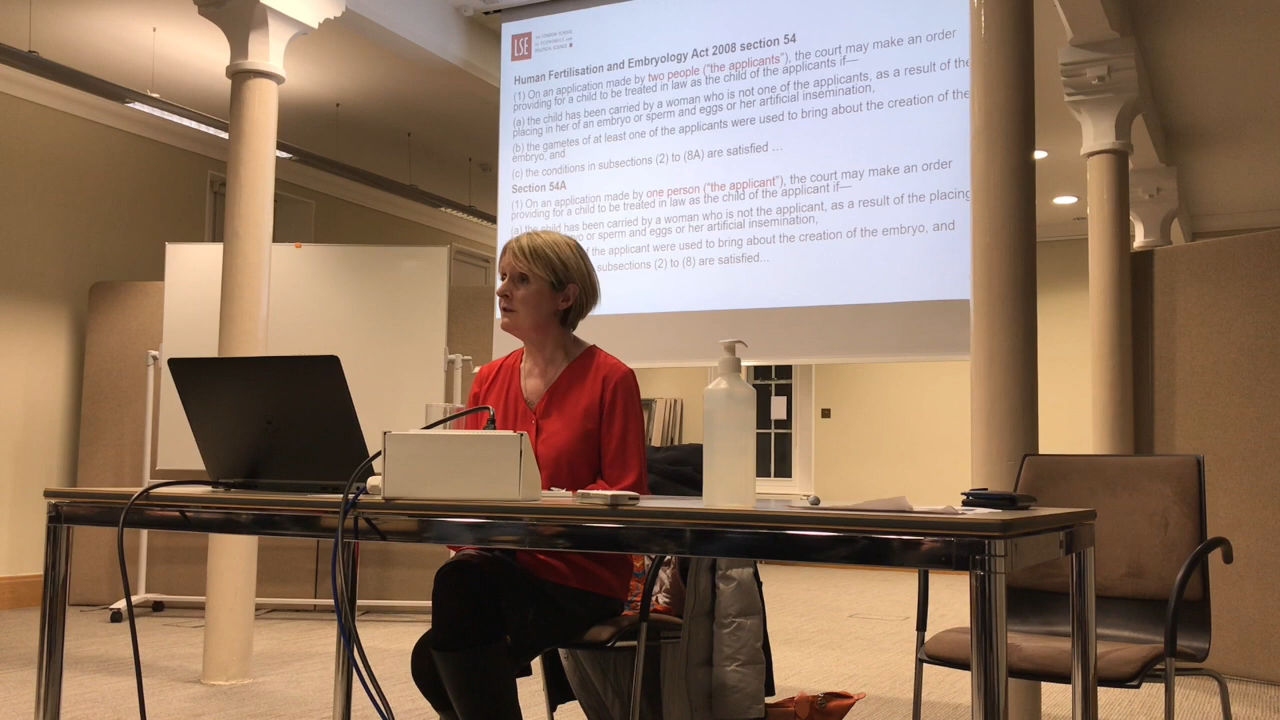 LSE THE LONDON SCHOOL
OF ECONOMICS AND
POLITICAL SCIENCE
Human Fertilisation and Embryology Act 2008 section 54
(1) On an application made by two people ("the applicants"), the court may make an order
providing for a child to be treated in law as the child of the applicants if—
(a) the child has been carried by a woman who is not one of the applicants, as a result of the
placing in her of an embryo or sperm and eggs or her artificial insemination,
(b) the gametes of at least one of the applicants were used to bring about the creation of the
embryo, and
(c) the conditions in subsections (2) to (8A) are satisfied ...
Section 54A
(1) On an application made by one person ("the applicant"), the court may make an order
providing for a child to be treated in law as the child of the applicant if—
(a) the child has been carried by a woman who is not the applicant, as a result of the placing
or sperm and eggs or her artificial insemination,
of the applicant were used to bring about the creation of the embryo, and
subsections (2) to (8) are satisfied...